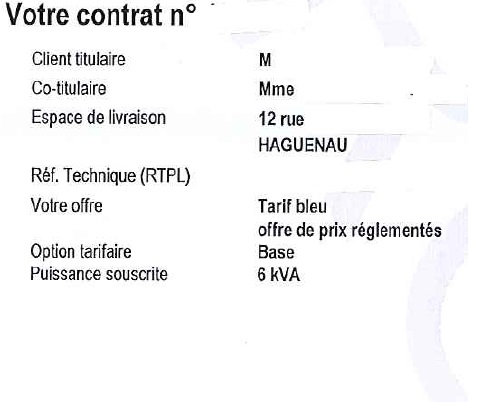 Votre contrat n°
Client titulaire M
Co-titulaire Mme
Espace de livraison 12 rue
HAGUENAU
Réf. Technique (RTPL)
Votre offre Tarif bleu
offre de prix réglementés
Option tarifaire Base
Puissance souscrite 6 kVA